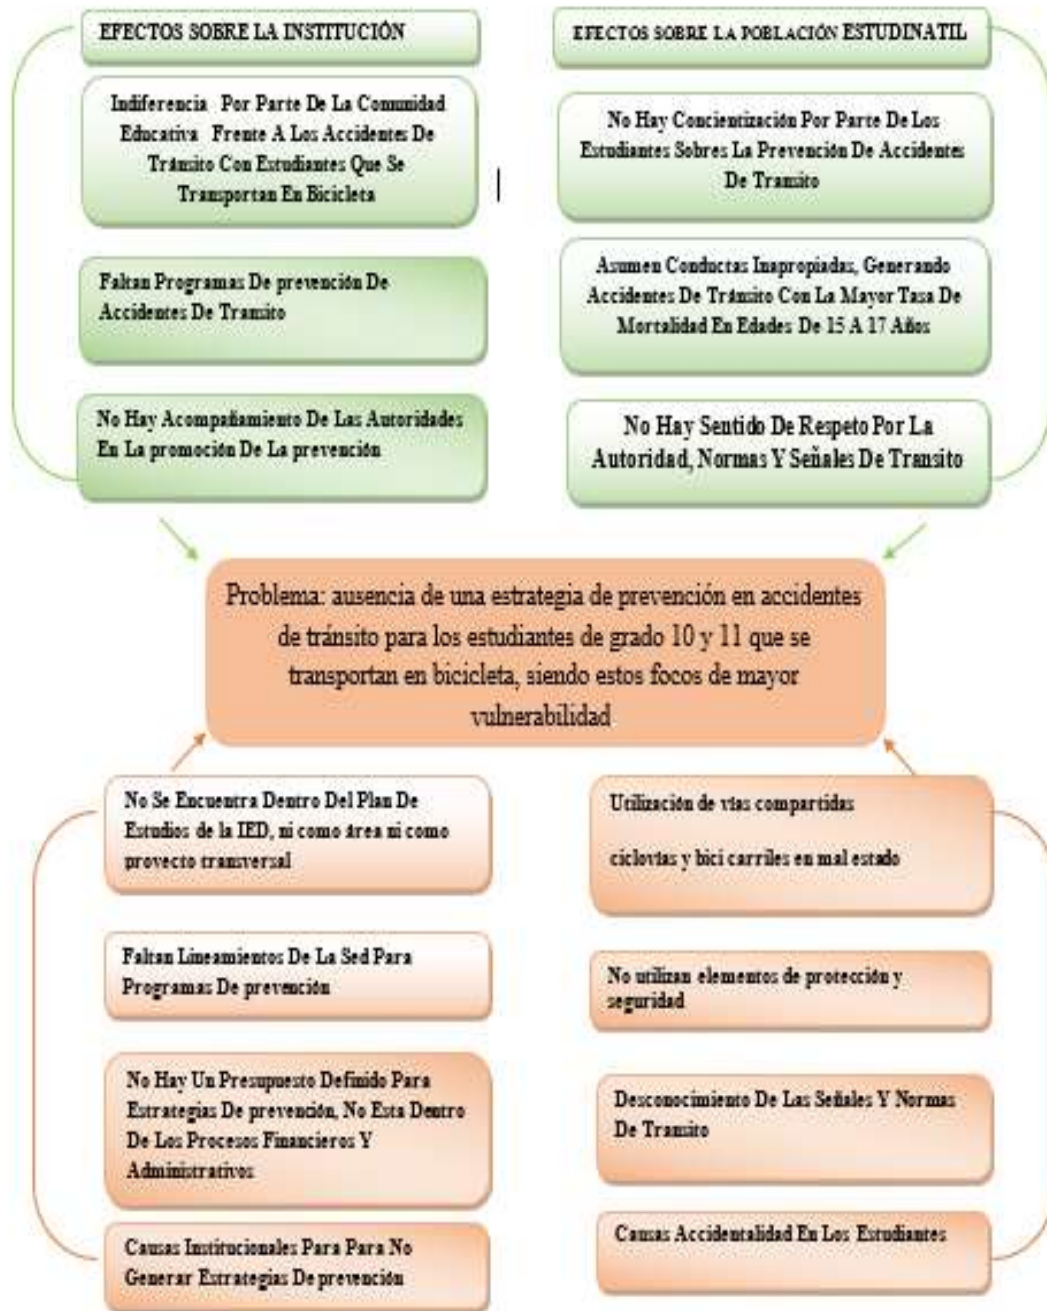 EFECTOS SOBRE LA INSTITUCIÓN
Indiferencia Por Parte De La Comunidad
Educativa Frente A Los Accidentes De
Tránsito Con Estudiantes Que Se
Transportan En Bicicleta
Faltan Programas De prevención De
Accidentes De Transito
No Hay Acompañamiento De Las Autoridades
En La promoción De La prevención
EFECTOS SOBRE LA POBLACIÓN ESTUDINATIL
No Hay Concientización Por Parte De Los
Estudiantes Sobre La Prevención De Accidentes
De Transito
Asumen Conductas Inapropiadas, Generando
Accidentes De Tránsito Con La Mayor Tasa De
Mortalidad En Edades De 15 A 17 Años
No Hay Sentido De Respeto Por La
Autoridad, Normas Y Señales De Transito
Problema: ausencia de una estrategia de prevención en accidentes
de tránsito para los estudiantes de grado 10 y 11 que se
transportan en bicicleta, siendo estos focos de mayor
vulnerabilidad
No Se Encuentra Dentro Del Plan De
Estudios de la IED, ni como área ni como
proyecto transversal
Faltan Lineamientos De La Sed Para
Programas De prevención
No Hay Un Presupuesto Definido Para
Estrategias De prevención, No Esta Dentro
De Los Procesos Financieros Y
Administrativos
Causas Institucionales Para Para No
Generar Estrategias De prevención
Utilización de vías compartidas
ciclovías y bici carriles en mal estado
No utilizan elementos de protección y
seguridad
Desconocimiento De Las Señales Y Normas
De Transito
Causas Accidentalidad En Los Estudiantes